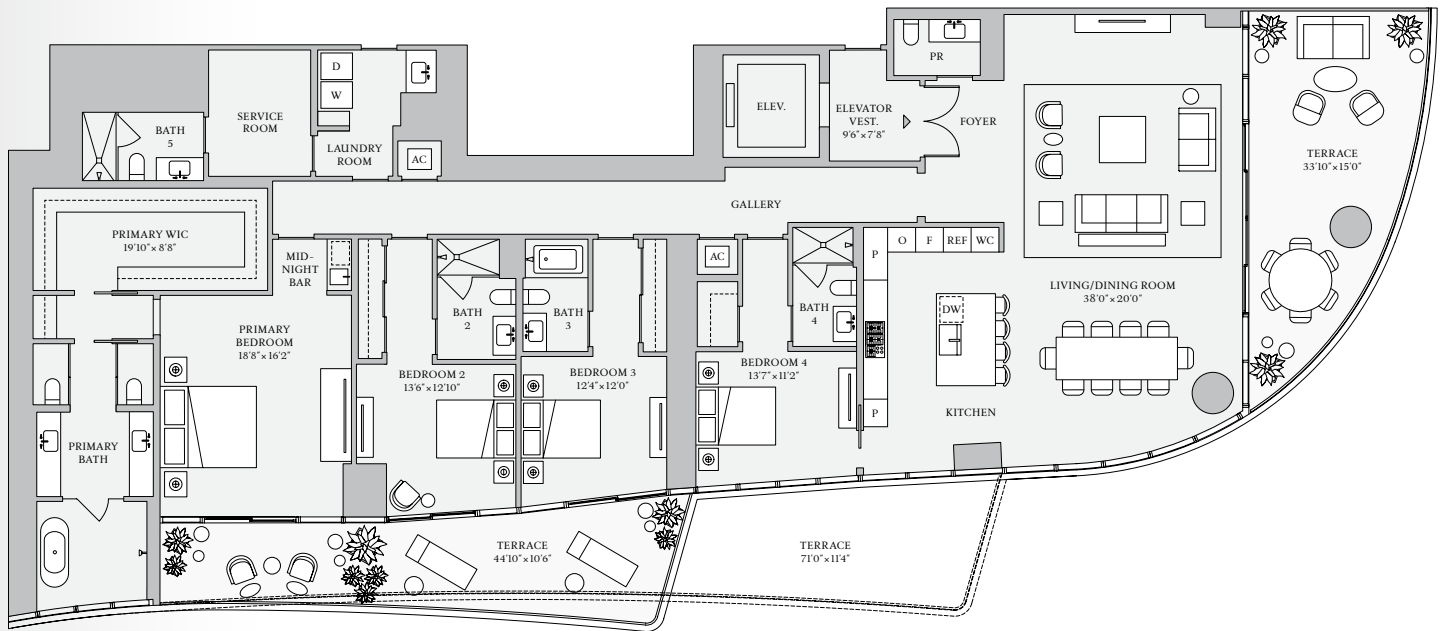 PR
D
W
ELEV.
ELEVATOR
VEST.
9'6"×7'8"
FOYER
SERVICE
ROOM
BATH
5
LAUNDRY
ROOM
AC
TERRACE
33'10"×15'0"
GALLERY
PRIMARY WIC
19'10"×8'8"
MID-
NIGHT
BAR
AC
P
O
F
REF
WC
LIVING/DINING ROOM
38'0"×20'0"
DW
BATH
2
BATH
3
BATH
4
PRIMARY
BEDROOM
18'8"×16'2"
BEDROOM 2
13'6"×12'10"
BEDROOM 3
12'4"×12'0"
BEDROOM 4
13'7"×11'2"
P
KITCHEN
PRIMARY
BATH
TERRACE
44'10"×10'6"
TERRACE
71'0"×11'4"